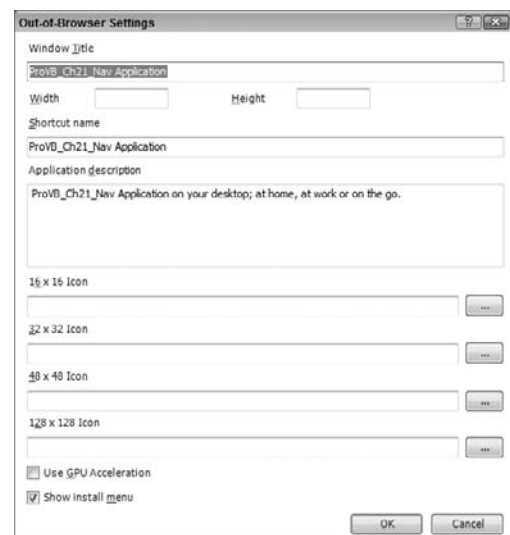 Out-of-Browser Settings
Window Title
ProVB_Ch21_Nav Application
Width Height
Shortcut name
ProVB_Ch21_Nav Application
Application description
ProVB_Ch21_Nav Application on your desktop; at home, at work or on the go.
16 x 16 Icon
...
32 x 32 Icon
...
48 x 48 Icon
...
128 x 128 Icon
...
Use GPU Acceleration
Show install menu
OK Cancel